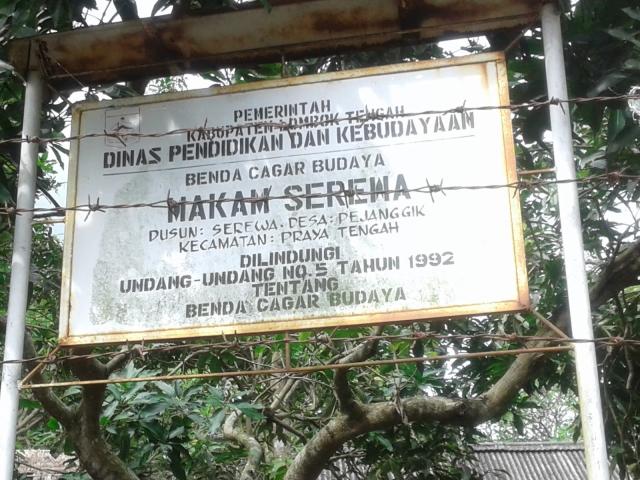 PEMERINTAH
KABUPATEN LOMBOK TENGAH
DINAS PENDIDIKAN DAN KEBUDAYAAN
BENDA CAGAR BUDAYA
MAKAM SEREWA
DUSUN: SEREWA. DESA: PEJANGGIK
KECAMATAN: PRAYA TENGAH
DILINDUNGI
UNDANG-UNDANG NO.5 TAHUN 1992
TENTANG
BENDA CAGAR BUDAYA